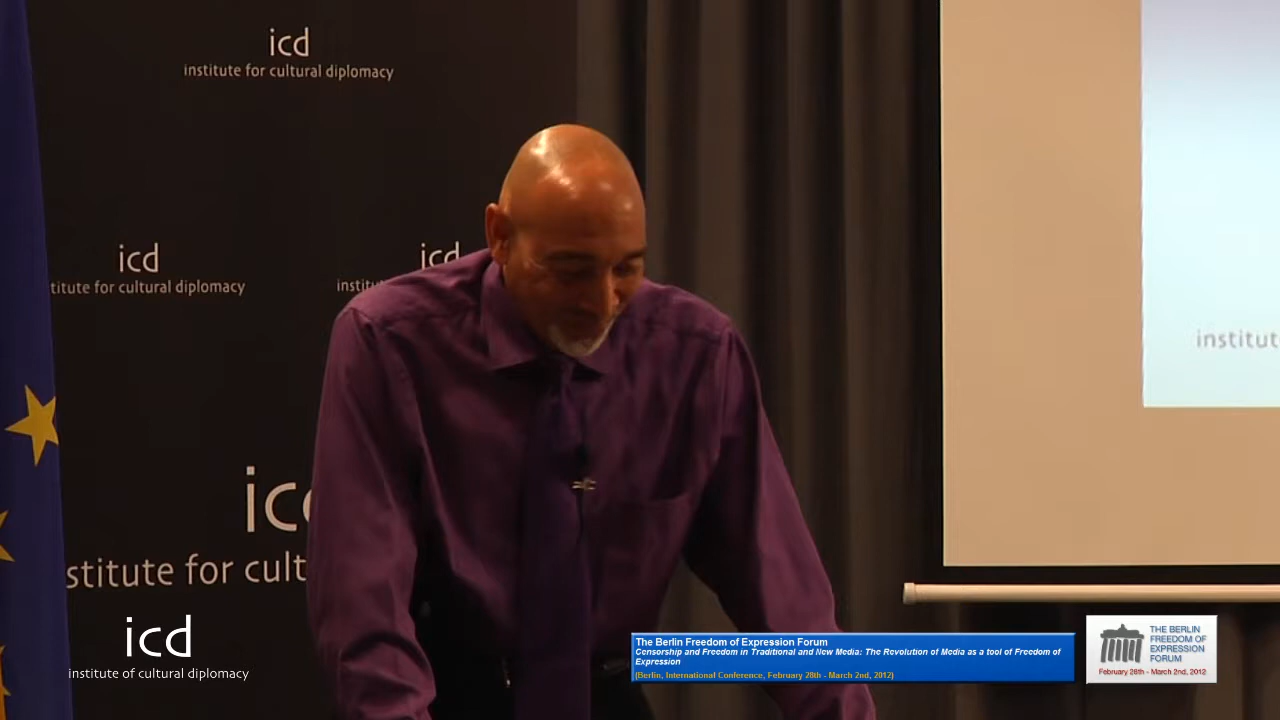 icd
institute for cultural diplomacy
icd
titute for cultural diplomacy
icd
institu
institut
ic
stitute for cult
icd
institute of cultural diplomacy
The Berlin Freedom of Expression Forum
Censorship and Freedom in Traditional and New Media: The Revolution of Media as a tool of Freedom of
Expression
(Berlin, International Conference, February 28th - March 2nd, 2012)
THE BERLIN
FREEDOM OF
EXPRESSION
FORUM
February 28th - March 2nd, 2012